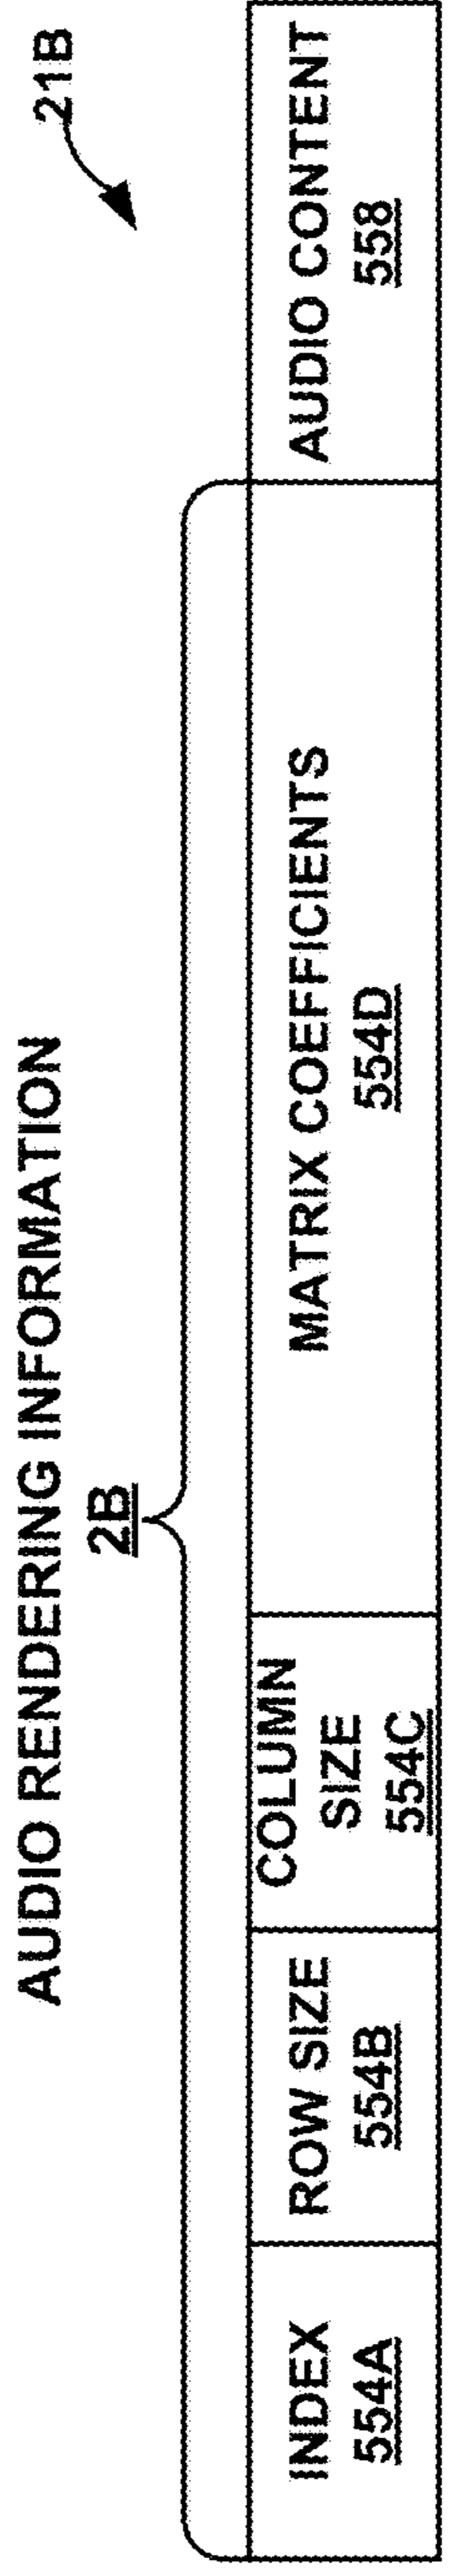 21B
AUDIO RENDERING INFORMATION
2B
INDEX
554A
ROW SIZE
554B
COLUMN
SIZE
554C
MATRIX COEFFICIENTS
554D
AUDIO CONTENT
558